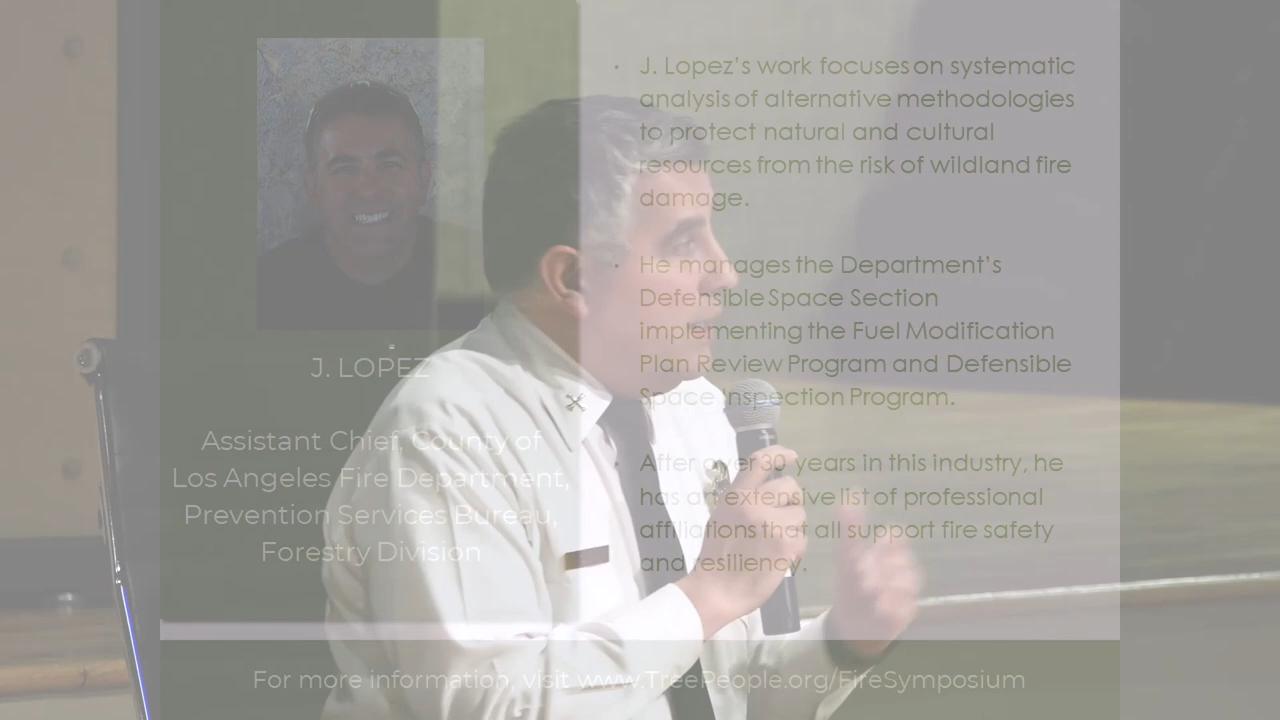 J. LOPEZ
Assistant Chief, County of
Los Angeles Fire Department,
Prevention Services Bureau,
Forestry Division
· J. Lopez's work focuses on systematic
analysis of alternative methodologies
to protect natural and cultural
resources from the risk of wildland fire
damage.
· He manages the Department's
Defensible Space Section
implementing the Fuel Modification
Plan Review Program and Defensible
Space Inspection Program.
After over 30 years in this industry, he
has an extensive list of professional
affiliations that all support fire safety
and resiliency.
For more information, visit www.TreePeople.org/FireSymposium